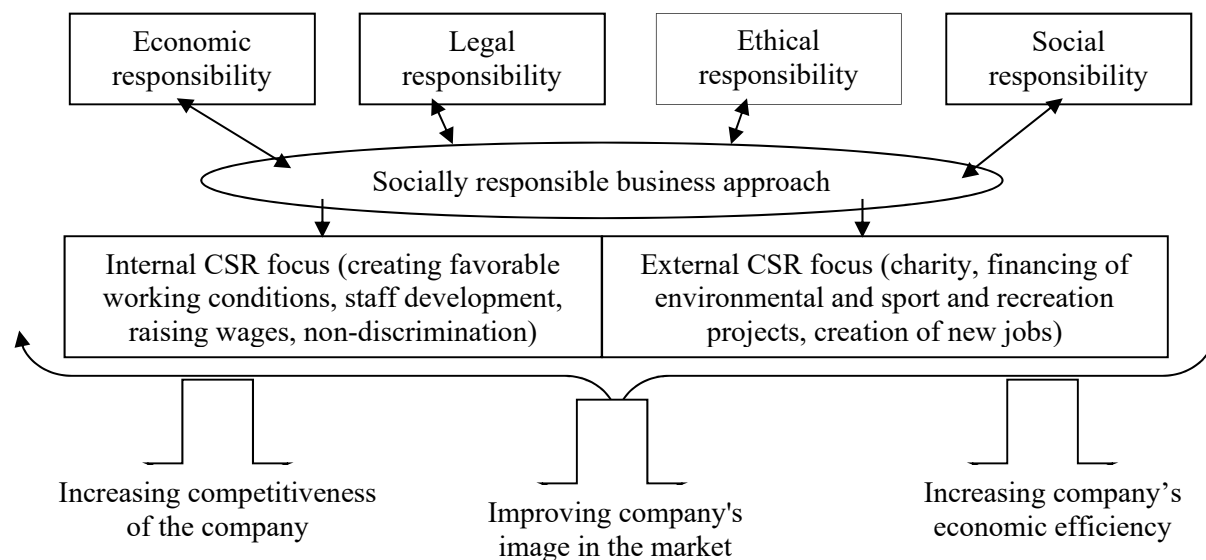 Economic
responsibility
Legal
responsibility
Ethical
responsibility
Social
responsibility
Socially responsible business approach
Internal CSR focus (creating favorable
working conditions, staff development,
raising wages, non-discrimination)
External CSR focus (charity, financing of
environmental and sport and recreation
projects, creation of new jobs)
Increasing competitiveness
of the company
Improving company's
image in the market
Increasing company’s
economic efficiency